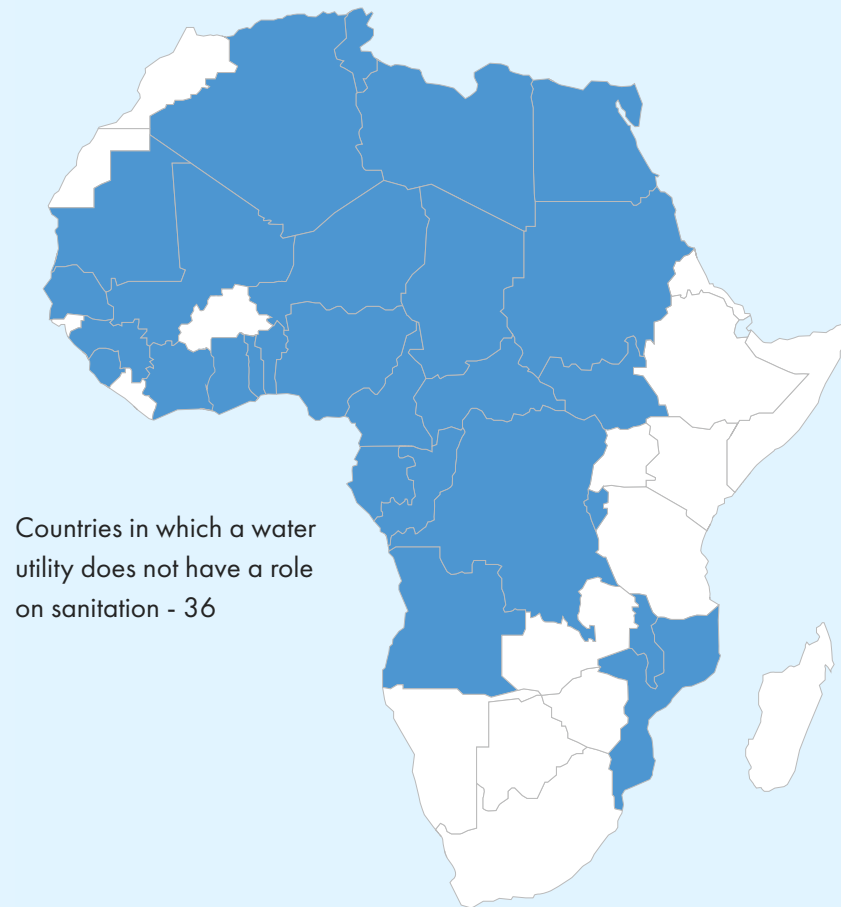 Countries in which a water
utility does not have a role
on sanitation - 36